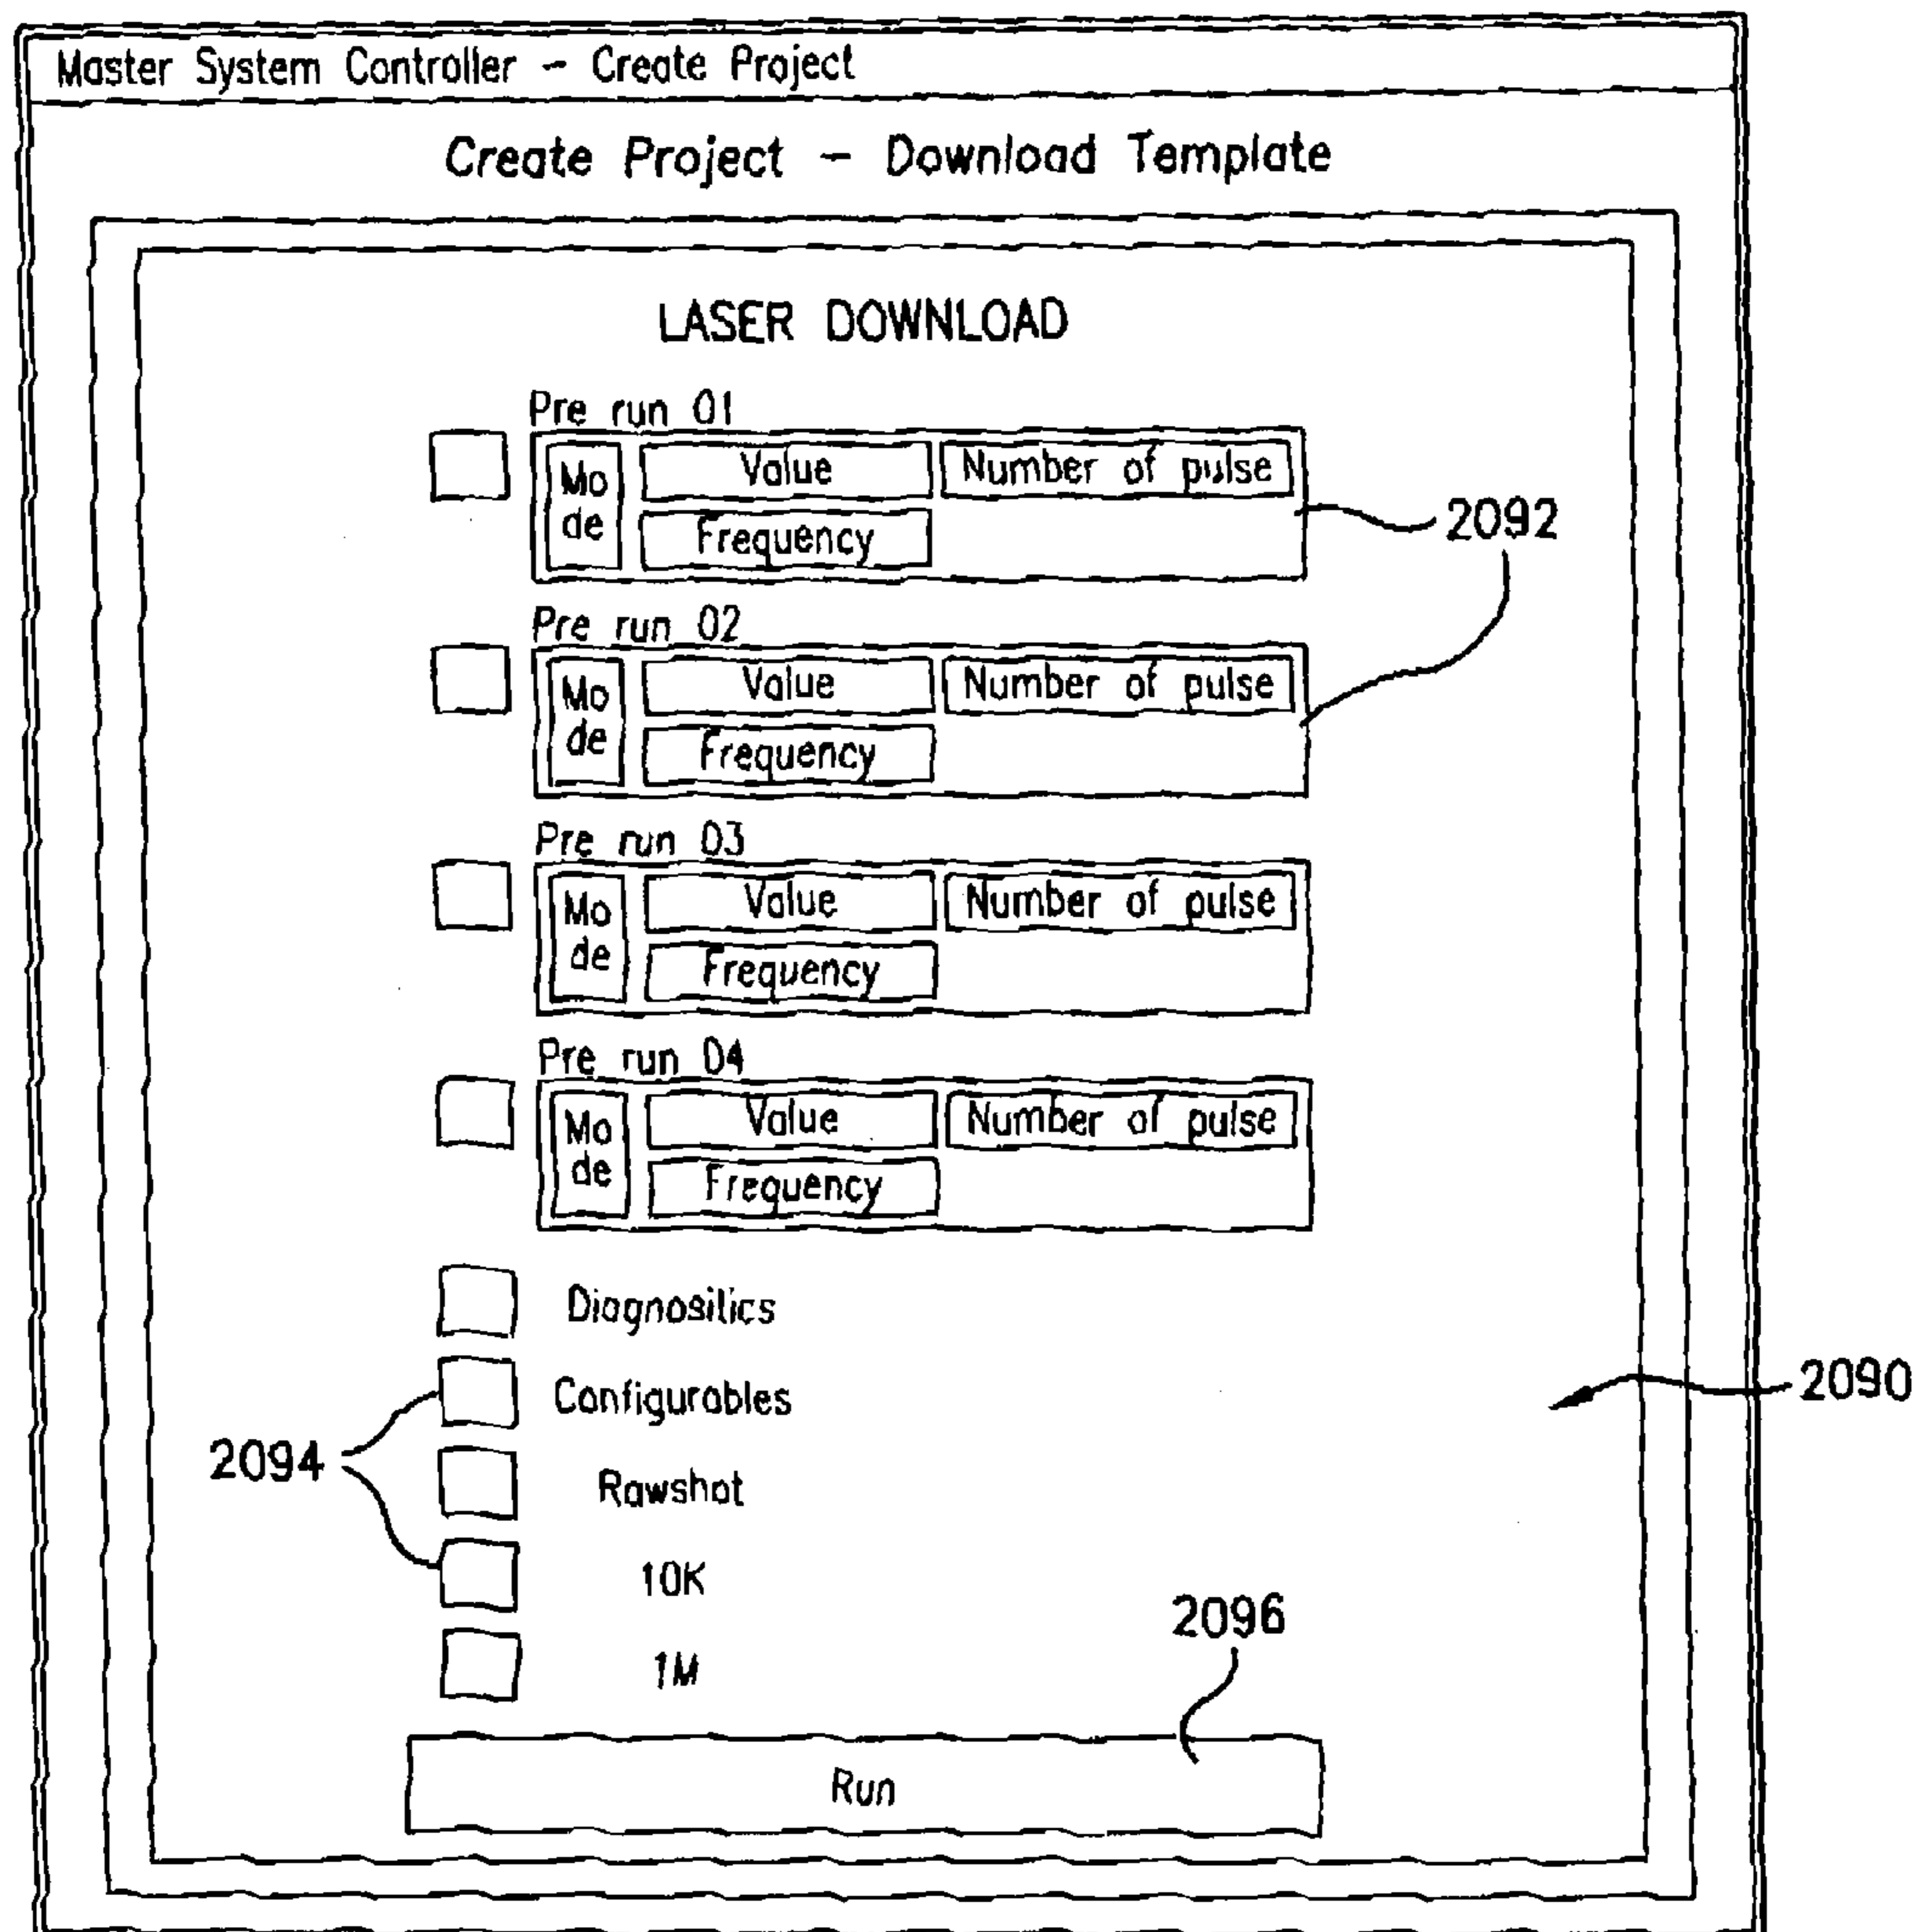 Master System Controller - Create Project
Create Project - Download Template
LASER DOWNLOAD
Pre run 01
Mo
de
Value
Number of pulse
Frequency
2092
Pre run 02
Mo
de
Value
Number of pulse
Frequency
Pre run 03
Mo
de
Value
Number of pulse
Frequency
Pre run 04
Mo
de
Value
Number of pulse
Frequency
Diagnositics
Configurables
2090
2094
Rawshot
10K
2096
1M
Run